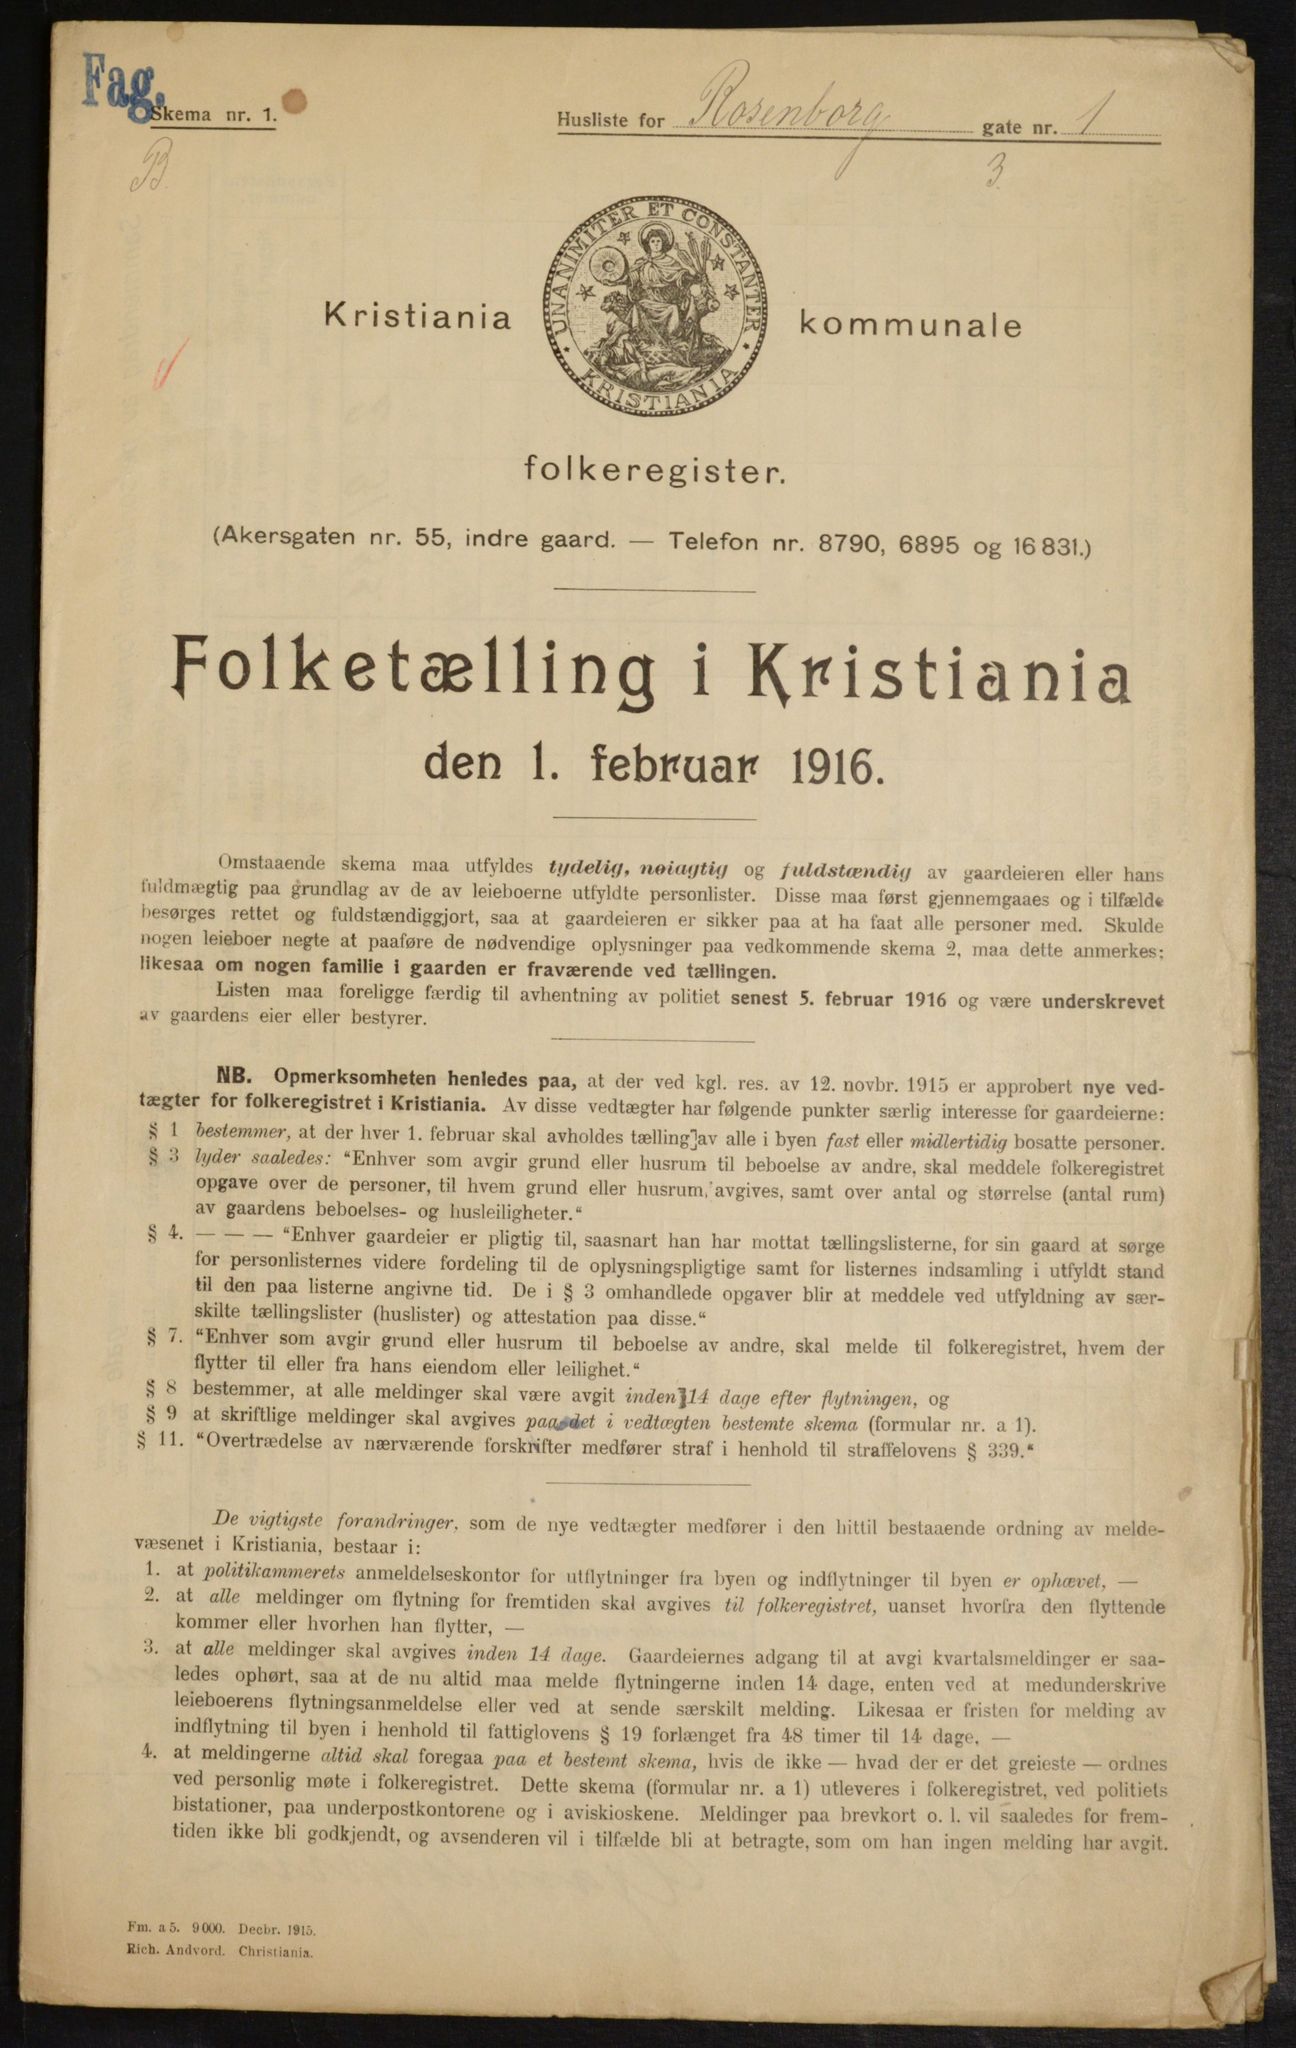 Fag.
Skema nr. 1.
Husliste for Rosenborg gate nr. 1
B.
3.
UNANIMITER ET CONSTANTER
KRISTIANIA
Kristiania kommunale
folkeregister.
(Akersgaten nr. 55, indre gaard. — Telefon nr. 8790, 6895 og 16 831.)
Folketælling i Kristiania
den 1. februar 1916.
Omstaaende skema maa utfyldes tydelig, nøiagtig og fuldstændig av gaardeieren eller hans
fuldmægtig paa grundlag av de av leieboerne utfyldte personlister. Disse maa først gjennemgaaes og i tilfælde
besørges rettet og fuldstændiggjort, saa at gaardeieren er sikker paa at ha faat alle personer med. Skulde
nogen leieboer negte at paaføre de nødvendige oplysninger paa vedkommende skema 2, maa dette anmerkes;
likesaa om nogen familie i gaarden er fraværende ved tællingen.
Listen maa foreligge færdig til avhentning av politiet senest 5. februar 1916 og være underskrevet
av gaardens eier eller bestyrer.
NB. Opmerksomheten henledes paa, at der ved kgl. res. av 12. novbr. 1915 er approbert nye ved-
tægter for folkeregistret i Kristiania. Av disse vedtægter har følgende punkter særlig interesse for gaardeierne:
§ 1 bestemmer, at der hver 1. februar skal avholdes tælling]av alle i byen fast eller midlertidig bosatte personer.
§ 3 lyder saaledes: “Enhver som avgir grund eller husrum til beboelse av andre, skal meddele folkeregistret
opgave over de personer, til hvem grund eller husrum, avgives, samt over antal og størrelse (antal rum)
av gaardens beboelses- og husleiligheter.“
§ 4. — — — “Enhver gaardeier er pligtig til, saasnart han har mottat tællingslisterne, for sin gaard at sørge
for personlisternes videre fordeling til de oplysningspligtige samt for listernes indsamling i utfyldt stand
til den paa listerne angivne tid. De i § 3 omhandlede opgaver blir at meddele ved utfyldning av sær-
skilte tællingslister (huslister) og attestation paa disse.“
§ 7. “Enhver som avgir grund eller husrum til beboelse av andre, skal melde til folkeregistret, hvem der
flytter til eller fra hans eiendom eller leilighet.“
§ 8 bestemmer, at alle meldinger skal være avgit inden 14 dage efter flytningen, og
§ 9 at skriftlige meldinger skal avgives paa det i vedtægten bestemte skema (formular nr. a 1).
§ 11. “Overtrædelse av nærværende forskrifter medfører straf i henhold til straffelovens § 339.“
De vigtigste forandringer, som de nye vedtægter medfører i den hittil bestaaende ordning av melde-
væsenet i Kristiania, bestaar i:
1. at politikammerets anmeldelseskontor for utflytninger fra byen og indflytninger til byen er ophævet, —
2. at alle meldinger om flytning for fremtiden skal avgives til folkeregistret, uanset hvorfra den flyttende
kommer eller hvorhen han flytter, —
3. at alle meldinger skal avgives inden 14 dage. Gaardeiernes adgang til at avgi kvartalsmeldinger er saa-
ledes ophørt, saa at de nu altid maa melde flytningerne inden 14 dage, enten ved at medunderskrive
leieboerens flytningsanmeldelse eller ved at sende særskilt melding. Likesaa er fristen for melding av
indflytning til byen i henhold til fattiglovens § 19 forlænget fra 48 timer til 14 dage, —
4. at meldingerne altid skal foregaa paa et bestemt skema, hvis de ikke — hvad der er det greieste — ordnes
ved personlig møte i folkeregistret. Dette skema (formular nr. a 1) utleveres i folkeregistret, ved politiets
bistationer, paa underpostkontorene og i aviskioskene. Meldinger paa brevkort o. l. vil saaledes for frem-
tiden ikke bli godkjendt, og avsenderen vil i tilfælde bli at betragte, som om han ingen melding har avgit.
Fm. a 5. 9 000. Decbr. 1915.
Rich. Andvord. Christiania.